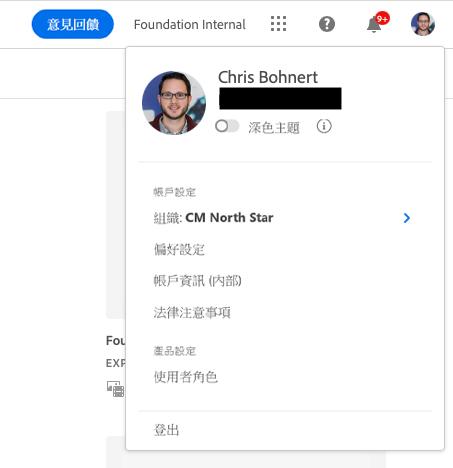 意見回饋
Foundation Internal
9+
Chris Bohnert
深色主題
帳戶設定
組織: CM North Star
偏好設定
帳戶資訊 (內部)
法律注意事項
Fou
產品設定
EXP
使用者角色
登出